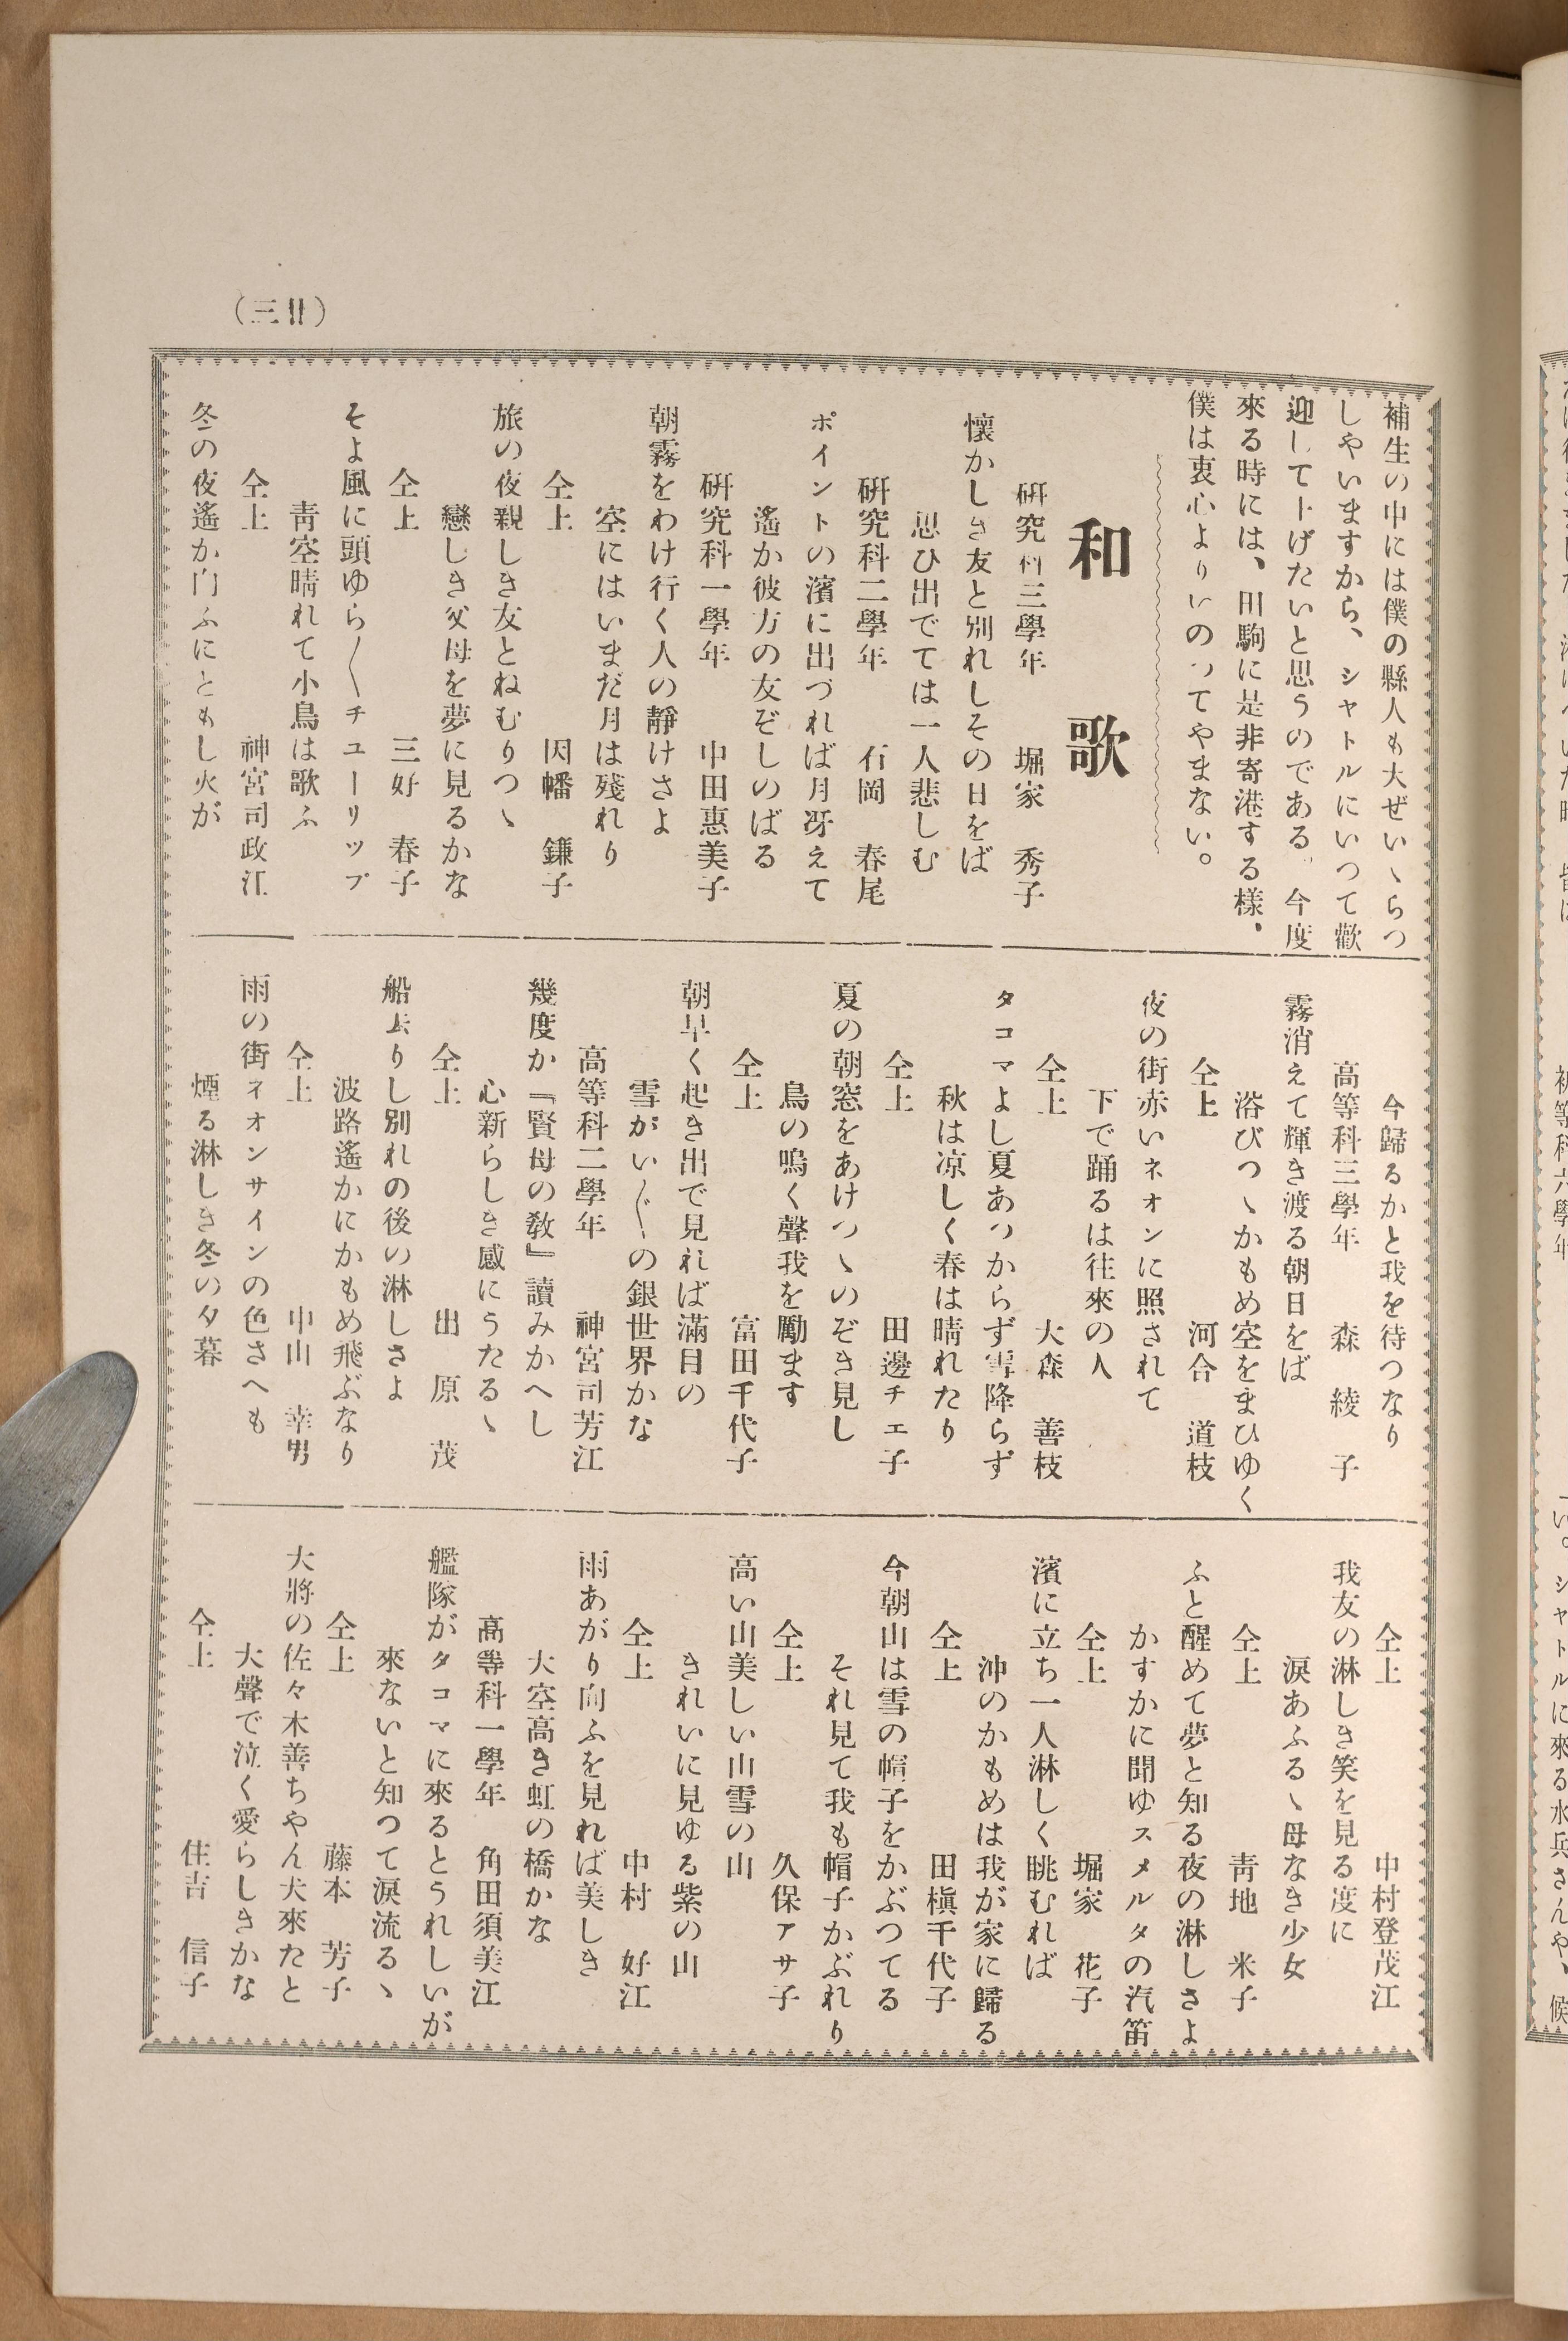 （三廿）
補生の中には僕の縣人も大ぜいゝらつ
しやいますから、シャトルにいつて歡
迎して上げたいと思うのである。今度
來る時には、田駒に是非寄港する樣、
僕は衷心よりいのつてやまない。
和歌
硏究科三學年　堀家　秀子
懷かしき友と別れしその日をば
思ひ出でては一人悲しむ
硏究科二學年　石岡　春尾
ポイントの濱に出づれば月冴えて
遙か彼方の友ぞしのばる
硏究科一學年　中田惠美子
朝霧をわけ行く人の靜けさよ
空にはいまだ月は殘れり
仝上　因幡　鎌子
旅の夜親しき友とねむりつゝ
戀しき父母を夢に見るかな
仝上　三好　春子
そよ風に頭ゆら〱チューリップ
靑空晴れて小鳥は歌ふ
仝上　神宮司政江
冬の夜遙か向ふにともし火が
今歸るかと我を待つなり
高等科三學年　森　綾子
霧消えて輝き渡る朝日をば
浴びつゝかもめ空をまひゆく
仝上　河合　道枝
夜の街赤いネオンに照されて
下で踊るは往來の人
仝上　大森　善枝
タコマよし夏あつからず雪降らず
秋は凉しく春は晴れたり
仝上　田邊チエ子
夏の朝窓をあけつゝのぞき見し
鳥の鳴く聲我を勵ます
仝上　富田千代子
朝早く起き出で見れば滿目の
雪がい〲の銀世界かな
高等科二學年　神宮司芳江
幾度か『賢母の敎』讀みかへし
心新らしき感にうたるゝ
仝上　出原　茂
船去りし別れの後の淋しさよ
波路遙かにかもめ飛ぶなり
仝上　中山　幸男
雨の街ネオンサインの色さへも
煙る淋しき冬の夕暮
仝上　中村登茂江
我友の淋しき笑を見る度に
淚あふるゝ母なき少女
仝上　靑地　米子
ふと醒めて夢と知る夜の淋しさよ
かすかに聞ゆスメルタの汽笛
仝上　堀家　花子
濱に立ち一人淋しく眺むれば
沖のかもめは我が家に歸る
仝上　田槇千代子
今朝山は雪の帽子をかぶつてる
それ見て我も帽子かぶれり
仝上　久保アサ子
高い山美しい山雪の山
きれいに見ゆる紫の山
仝上　中村　好江
雨あがり向ふを見れば美しき
大空高き虹の橋かな
高等科一學年　角田須美江
艦隊がタコマに來るとうれしいが
來ないと知つて淚流るゝ
仝上　藤本　芳子
大將の佐々木善ちやん犬來たと
大聲で泣く愛らしきかな
仝上　住吉　信子